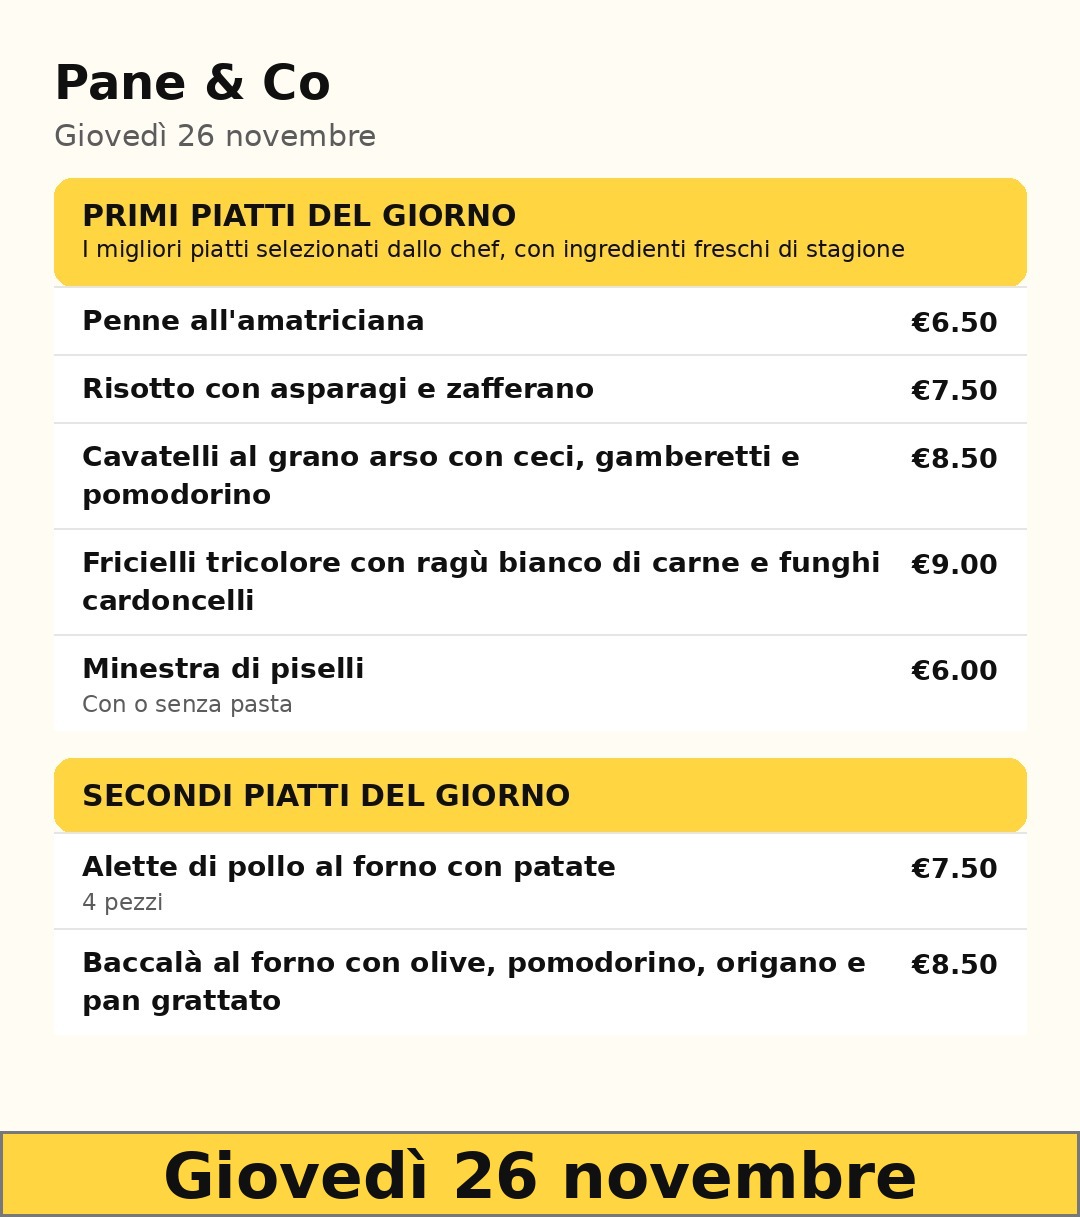 Pane & Co
Giovedì 26 novembre
PRIMI PIATTI DEL GIORNO
I migliori piatti selezionati dallo chef, con ingredienti freschi di stagione
Penne all'amatriciana €6.50
Risotto con asparagi e zafferano €7.50
Cavatelli al grano arso con ceci, gamberetti e €8.50
pomodorino
Fricielli tricolore con ragù bianco di carne e funghi €9.00
cardoncelli
Minestra di piselli €6.00
Con o senza pasta
SECONDI PIATTI DEL GIORNO
Alette di pollo al forno con patate €7.50
4 pezzi
Baccalà al forno con olive, pomodorino, origano e €8.50
pan grattato
Giovedì 26 novembre